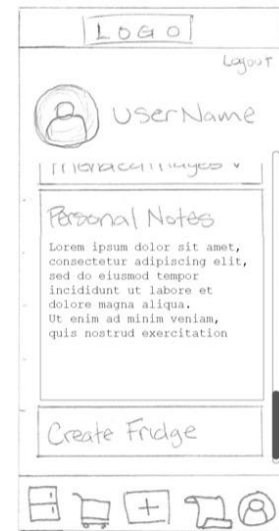 LOGO
Logout
UserName
Personal Notes
Lorem ipsum dolor sit amet,
consectetur adipiscing elit,
sed do eiusmod tempor
incididunt ut labore et
dolore magna aliqua.
Ut enim ad minim veniam,
quis nostrud exercitation
Create Fridge